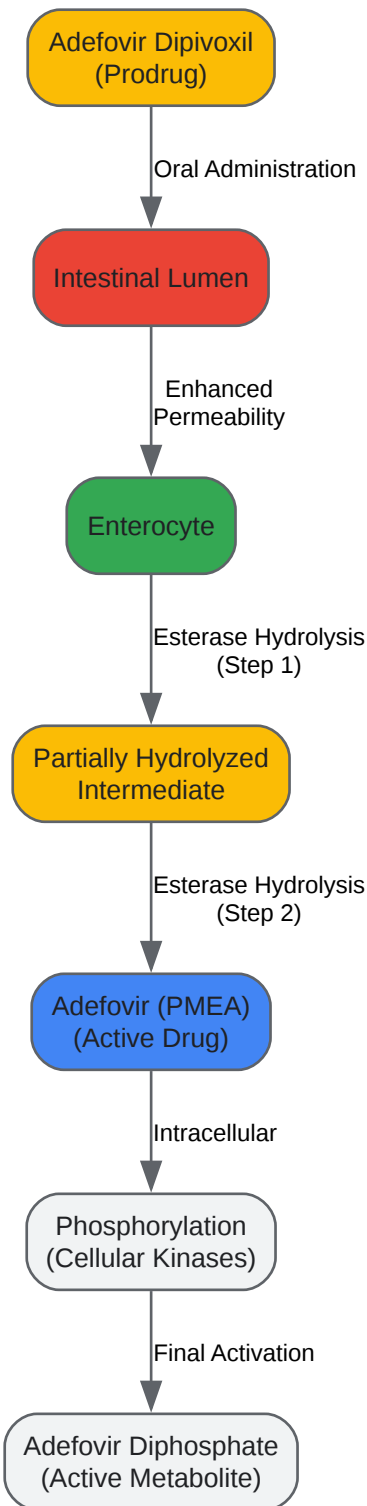 Adefovir Dipivoxil
(Prodrug)
Oral Administration
Intestinal Lumen
Enhanced
Permeability
Enterocyte
Esterase Hydrolysis
(Step 1)
Partially Hydrolyzed
Intermediate
Esterase Hydrolysis
(Step 2)
Adefovir (PMEA)
(Active Drug)
Intracellular
Phosphorylation
(Cellular Kinases)
Final Activation
Adefovir Diphosphate
(Active Metabolite)